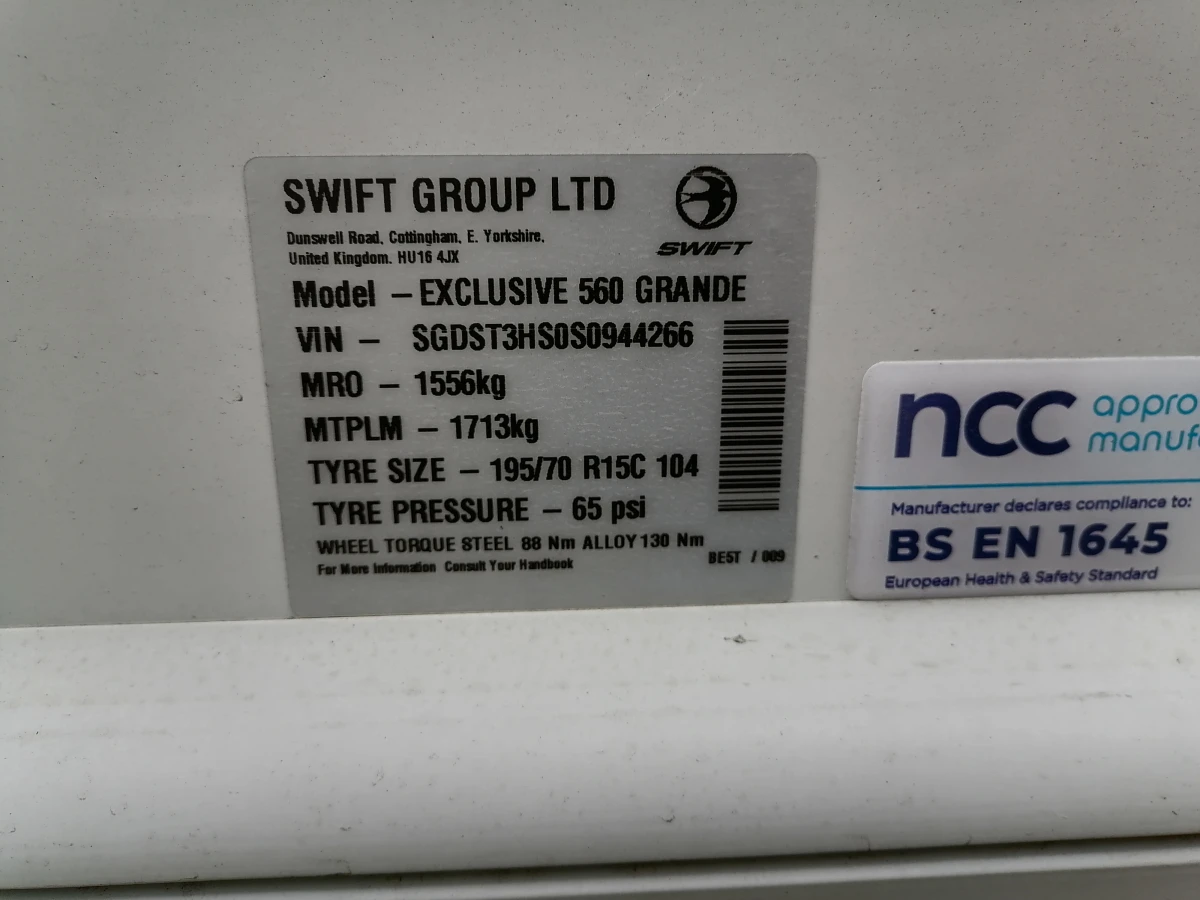 SWIFT GROUP LTD
Dunswell Road, Cottingham, E. Yorkshire,
United Kingdom. HU16 4JX
SWIFT
Model – EXCLUSIVE 560 GRANDE
VIN – SGDST3HS0S0944266
MRO – 1556kg
MTPLM – 1713kg
TYRE SIZE – 195/70 R15C 104
TYRE PRESSURE – 65 psi
WHEEL TORQUE STEEL 88 Nm ALLOY 130 Nm
For More Information Consult Your Handbook
BE5T / 009
ncc appro
manufa
Manufacturer declares compliance to:
BS EN 1645
European Health & Safety Standard